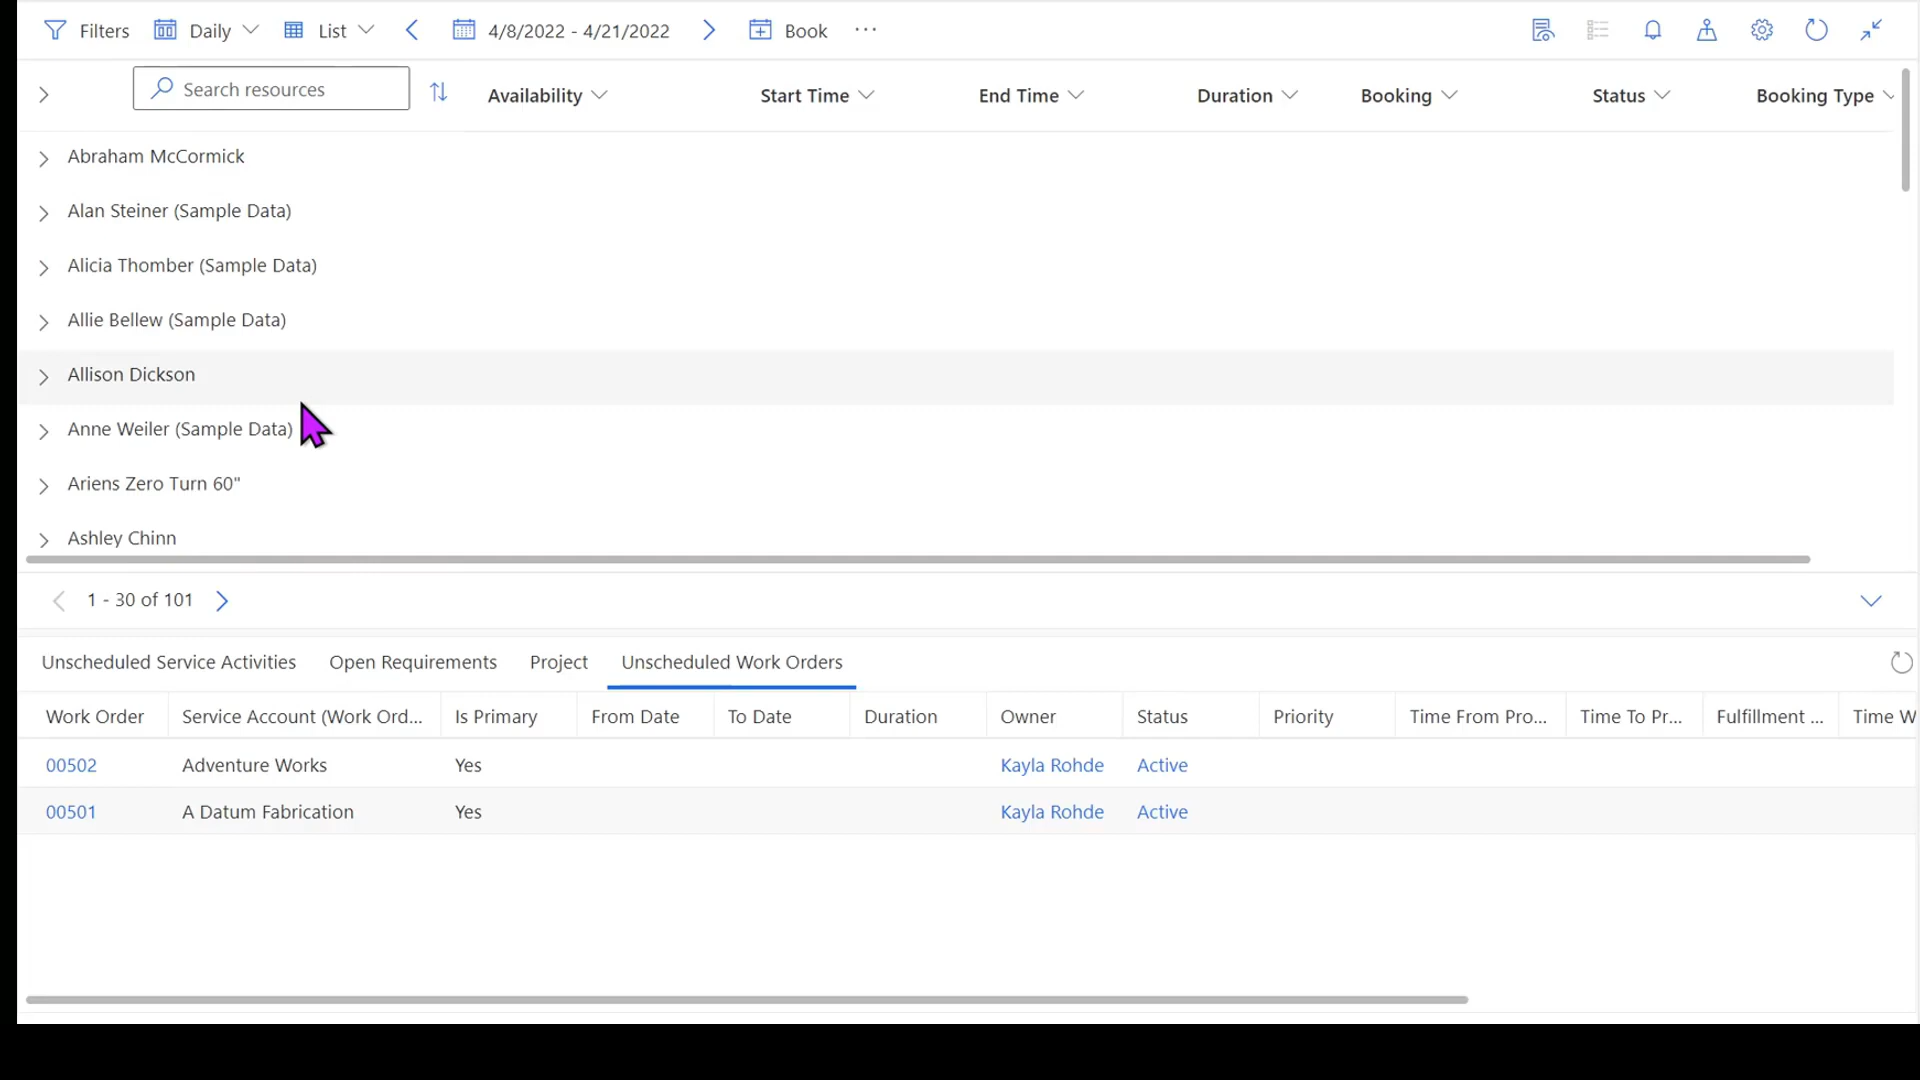 Filters Daily List 4/8/2022 - 4/21/2022 Book ...
Search resources Availability Start Time End Time Duration Booking Status Booking Type
Abraham McCormick
Alan Steiner (Sample Data)
Alicia Thomber (Sample Data)
Allie Bellew (Sample Data)
Allison Dickson
Anne Weiler (Sample Data)
Ariens Zero Turn 60"
Ashley Chinn
1 - 30 of 101
Unscheduled Service Activities Open Requirements Project Unscheduled Work Orders
Work Order Service Account (Work Ord... Is Primary From Date To Date Duration Owner Status Priority Time From Pro... Time To Pr... Fulfillment ... Time W
00502 Adventure Works Yes Kayla Rohde Active
00501 A Datum Fabrication Yes Kayla Rohde Active